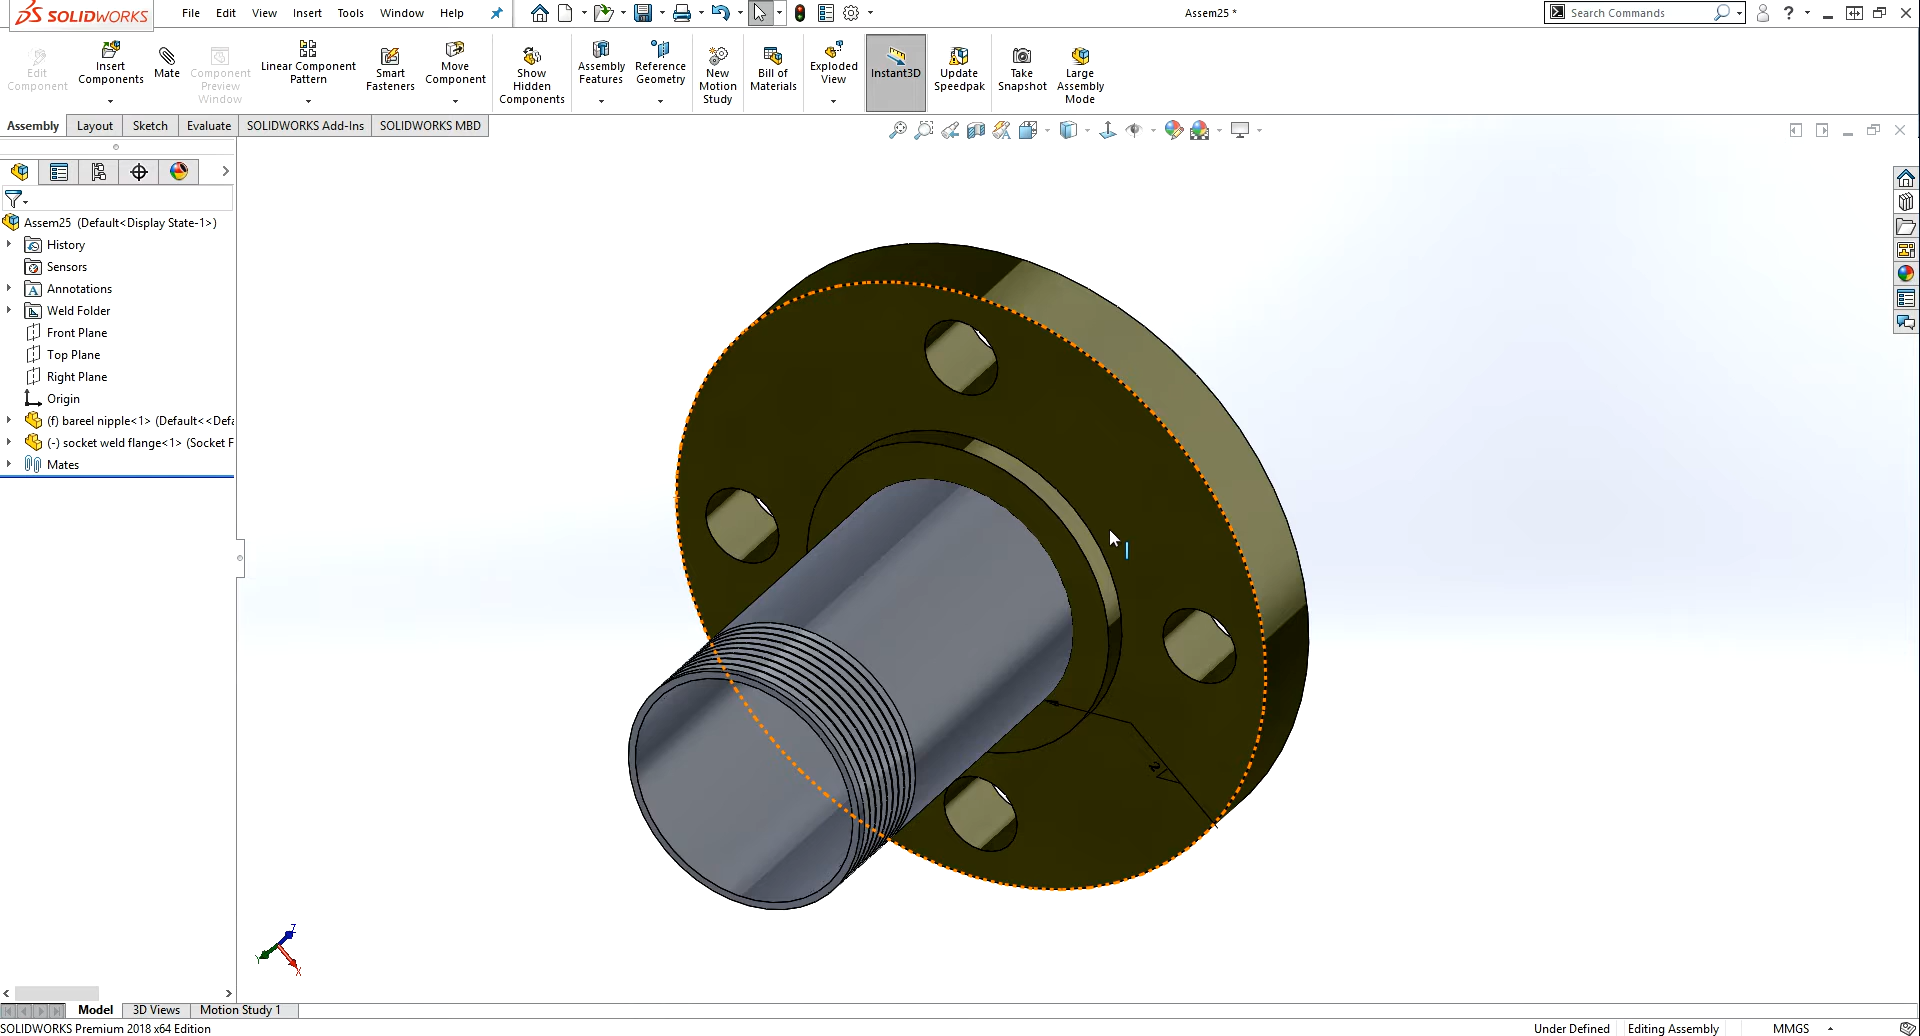 SOLIDWORKS
File Edit View Insert Tools Window Help
Assem25 *
Search Commands
Edit Component
Insert Components
Mate
Component Preview Window
Linear Component Pattern
Smart Fasteners
Move Component
Show Hidden Components
Assembly Features
Reference Geometry
New Motion Study
Bill of Materials
Exploded View
Instant3D
Update Speedpak
Take Snapshot
Large Assembly Mode
Assembly Layout Sketch Evaluate SOLIDWORKS Add-Ins SOLIDWORKS MBD
Assem25 (Default<Display State-1>)
History
Sensors
Annotations
Weld Folder
Front Plane
Top Plane
Right Plane
Origin
(f) bareel nipple<1> (Default<<Defa
(-) socket weld flange<1> (Socket F
Mates
2
Z
Y
X
Model 3D Views Motion Study 1
SOLIDWORKS Premium 2018 x64 Edition
Under Defined Editing Assembly MMGS